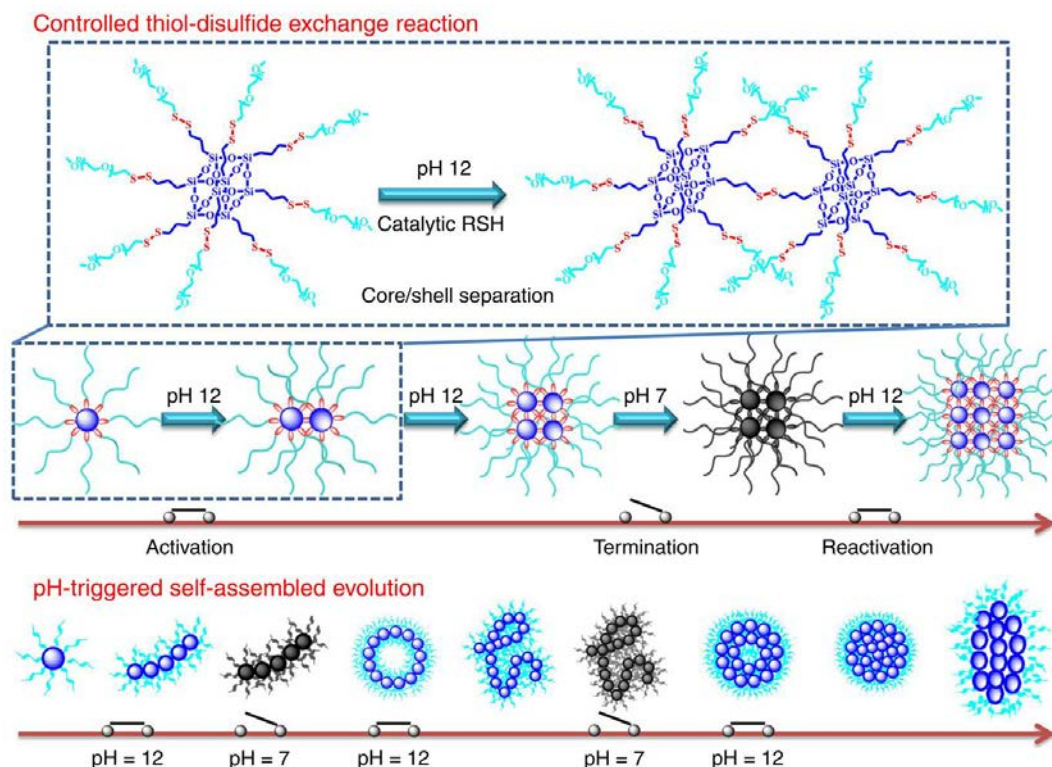 Controlled thiol-disulfide exchange reaction
pH 12
Catalytic RSH
Core/shell separation
pH 12
pH 12
pH 7
pH 12
Activation
Termination
Reactivation
pH-triggered self-assembled evolution
pH = 12
pH = 7
pH = 12
pH = 7
pH = 12